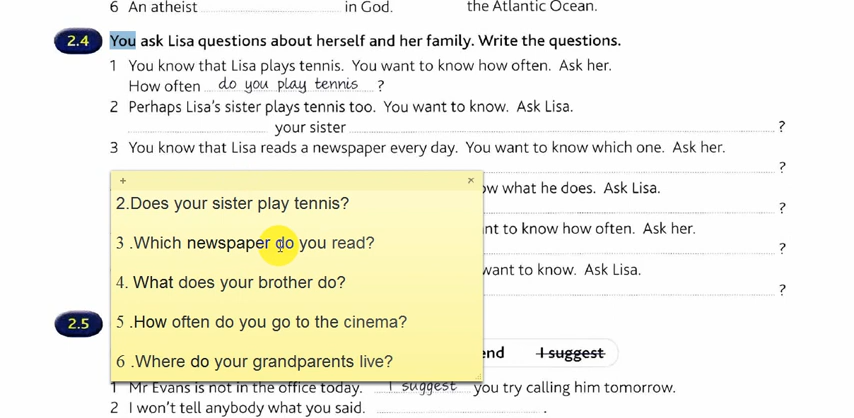 6 An atheist ........ in God. the Atlantic Ocean.
2.4 You ask Lisa questions about herself and her family. Write the questions.
1 You know that Lisa plays tennis. You want to know how often. Ask her.
How often do you play tennis ?
2 Perhaps Lisa's sister plays tennis too. You want to know. Ask Lisa.
........ your sister ........ ?
3 You know that Lisa reads a newspaper every day. You want to know which one. Ask her.
?
2.Does your sister play tennis?
3 .Which newspaper do you read?
4. What does your brother do?
5 .How often do you go to the cinema?
6 .Where do your grandparents live?
what he does. Ask Lisa.
?
to know how often. Ask her.
?
want to know. Ask Lisa.
?
2.5
I suggest
1 Mr Evans is not in the office today. I suggest you try calling him tomorrow.
2 I won't tell anybody what you said. ........ .